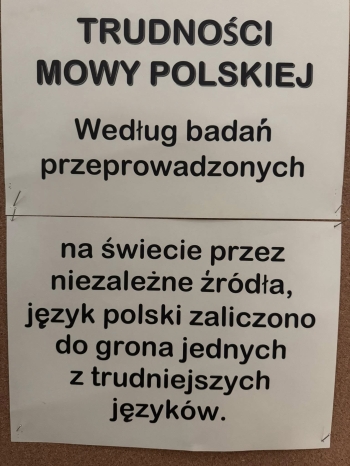 TRUDNOŚCI
MOWY POLSKIEJ
Według badań
przeprowadzonych
na świecie przez
niezależne źródła,
język polski zaliczono
do grona jednych
z trudniejszych
języków.